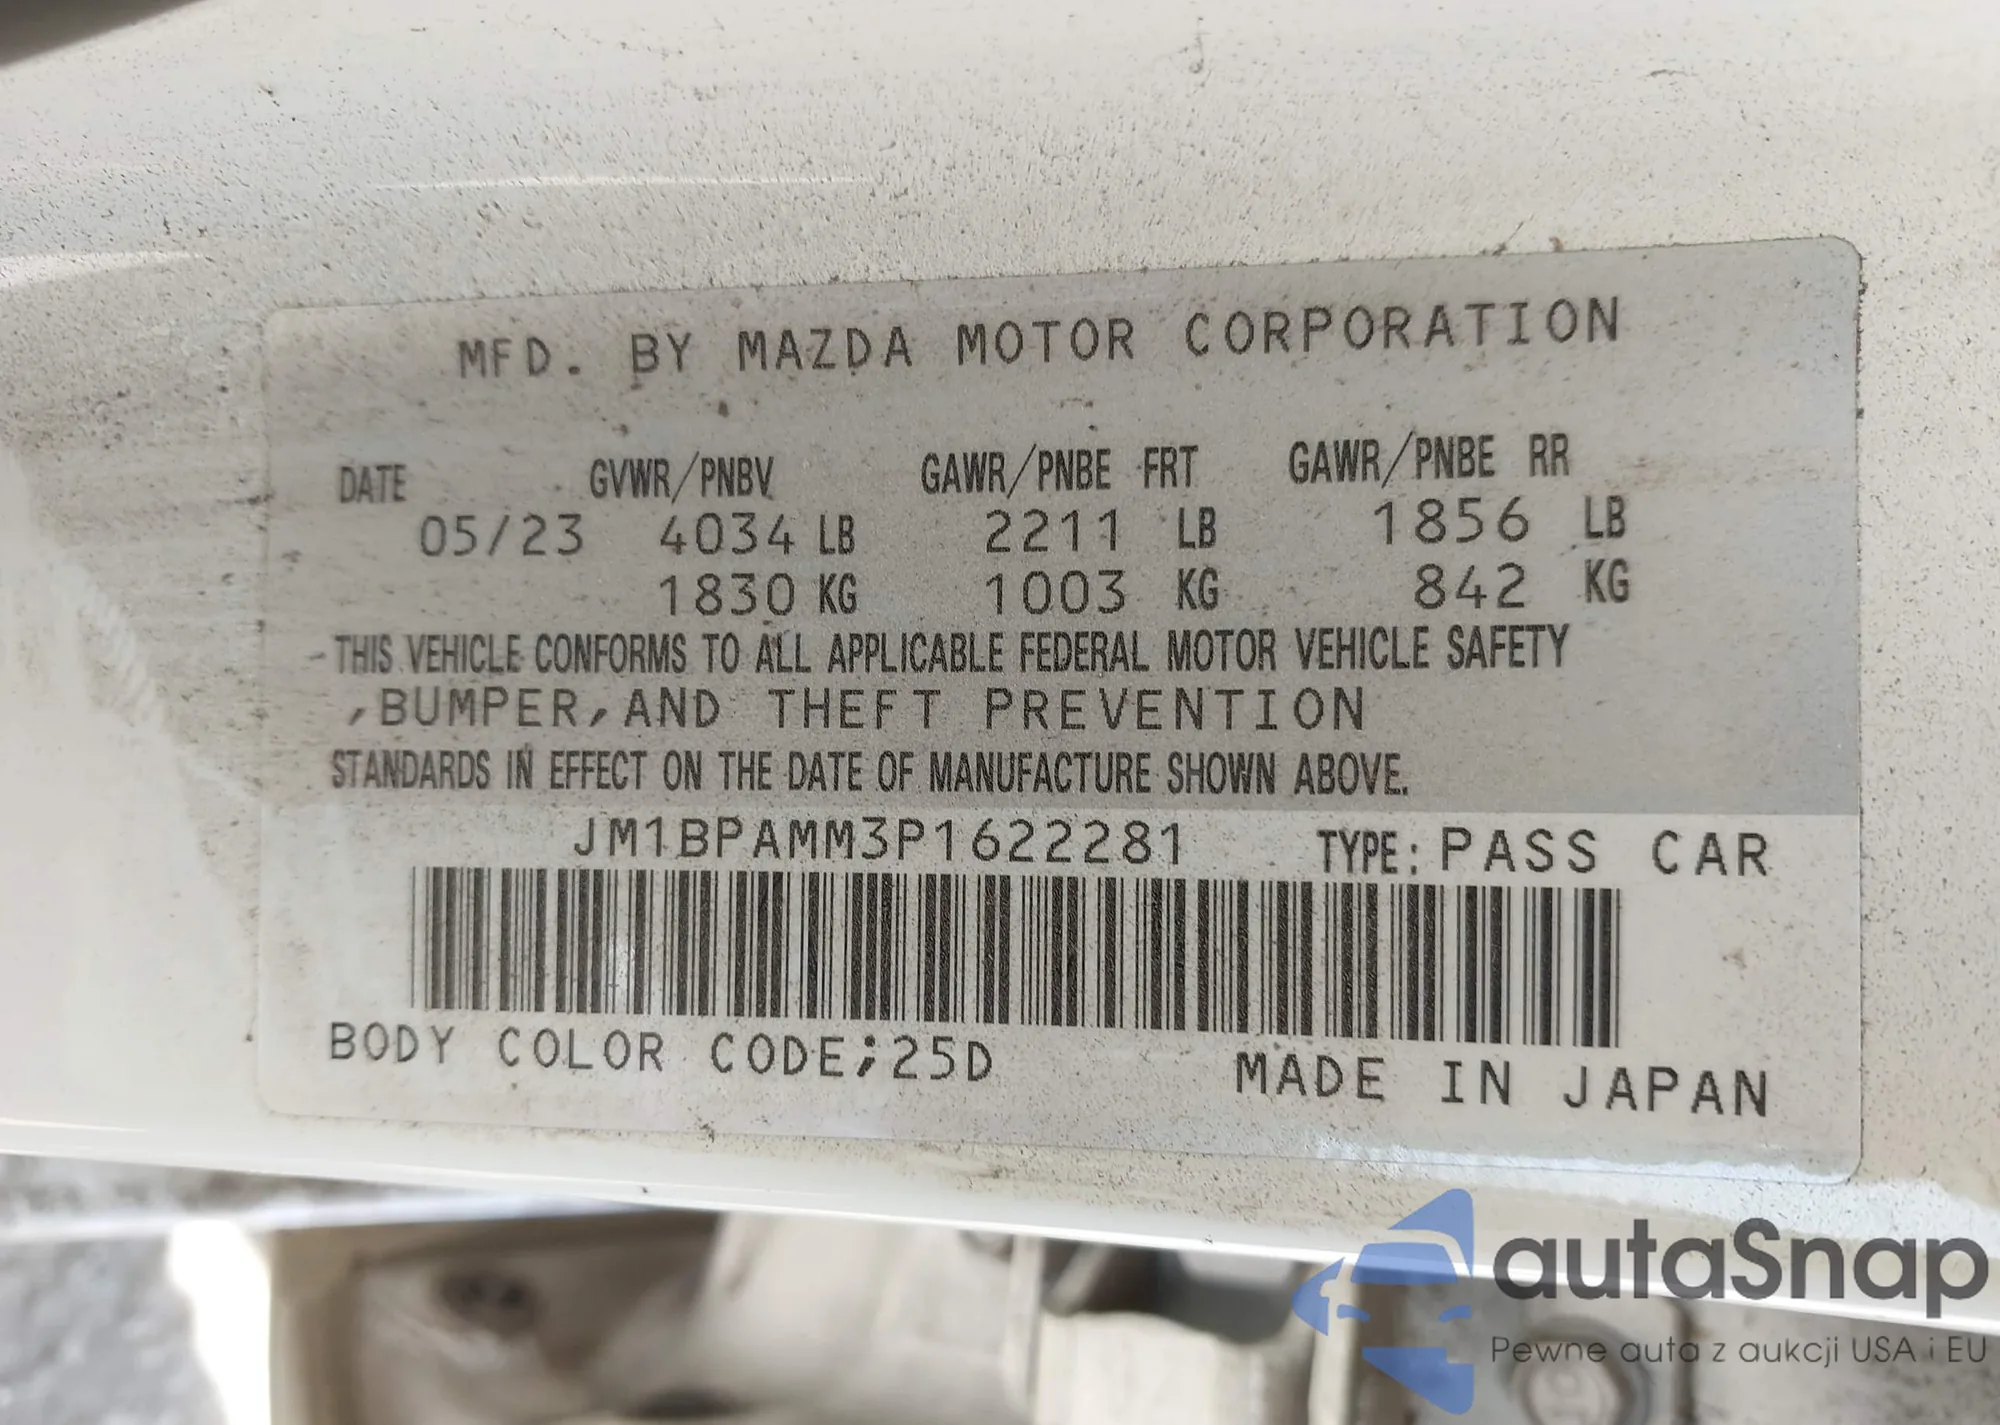 MFD. BY MAZDA MOTOR CORPORATION
DATE GVWR/PNBV GAWR/PNBE FRT GAWR/PNBE RR
05/23 4034 LB 2211 LB 1856 LB
1830 KG 1003 KG 842 KG
THIS VEHICLE CONFORMS TO ALL APPLICABLE FEDERAL MOTOR VEHICLE SAFETY
,BUMPER,AND THEFT PREVENTION
STANDARDS IN EFFECT ON THE DATE OF MANUFACTURE SHOWN ABOVE.
JM1BPAMM3P1622281 TYPE: PASS CAR
BODY COLOR CODE;25D MADE IN JAPAN
autaSnap
Pewne auta z aukcji USA i EU